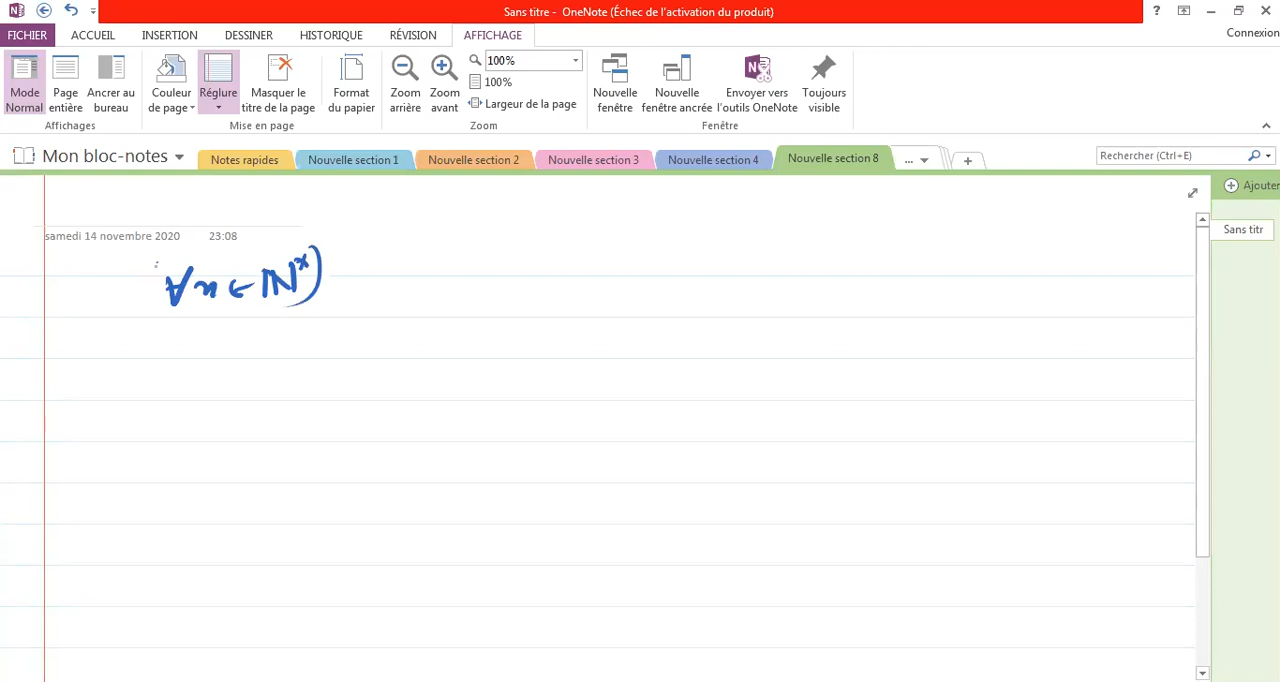 Sans titre - OneNote (Échec de l'activation du produit)
FICHIER ACCUEIL INSERTION DESSINER HISTORIQUE RÉVISION AFFICHAGE Connexion
100%
100%
Largeur de la page
Mode Normal
Page entière
Ancrer au bureau
Affichages
Couleur de page
Réglure
Masquer le titre de la page
Format du papier
Mise en page
Zoom arrière
Zoom avant
Zoom
Nouvelle fenêtre
Nouvelle fenêtre ancrée
Envoyer vers l'outils OneNote
Toujours visible
Fenêtre
Mon bloc-notes Notes rapides Nouvelle section 1 Nouvelle section 2 Nouvelle section 3 Nouvelle section 4 Nouvelle section 8 ... Rechercher (Ctrl+E)
Ajouter
Sans titr
samedi 14 novembre 2020 23:08
∀n ∈ ℕ*)